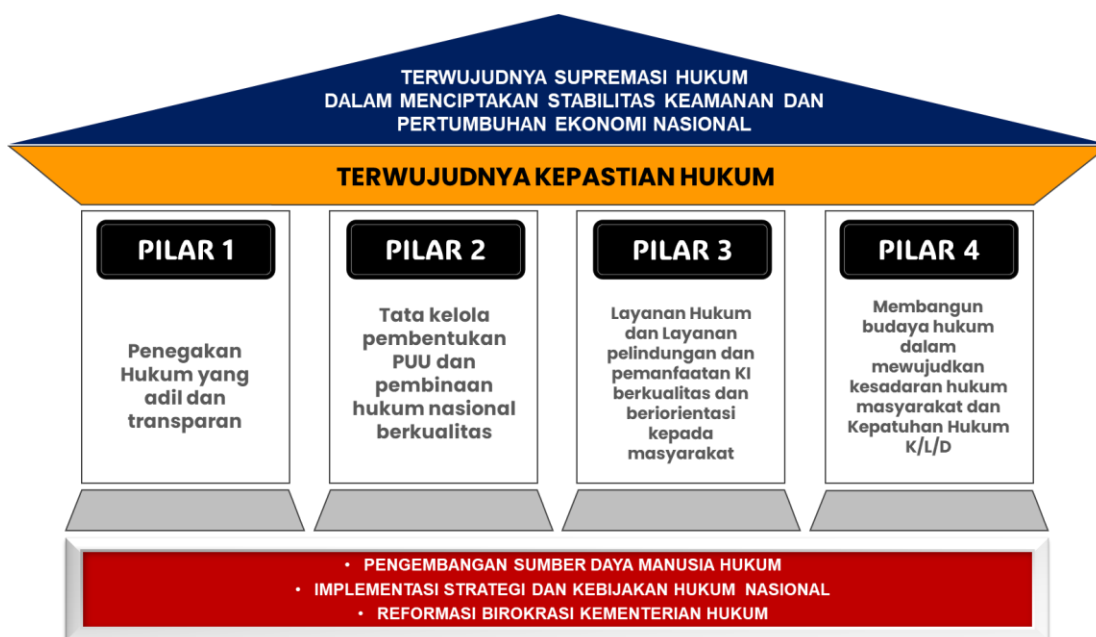 TERWUJUDNYA SUPREMASI HUKUM
DALAM MENCIPTAKAN STABILITAS KEAMANAN DAN
PERTUMBUHAN EKONOMI NASIONAL
TERWUJUDNYA KEPASTIAN HUKUM
PILAR 1
Penegakan
Hukum yang
adil dan
transparan
PILAR 2
Tata kelola
pembentukan
PUU dan
pembinaan
hukum nasional
berkualitas
PILAR 3
Layanan Hukum
dan Layanan
pelindungan dan
pemanfaatan KI
berkualitas dan
beriorientasi
kepada
masyarakat
PILAR 4
Membangun
budaya hukum
dalam
mewujudkan
kesadaran hukum
masyarakat dan
Kepatuhan Hukum
K/L/D
• PENGEMBANGAN SUMBER DAYA MANUSIA HUKUM
• IMPLEMENTASI STRATEGI DAN KEBIJAKAN HUKUM NASIONAL
• REFORMASI BIROKRASI KEMENTERIAN HUKUM